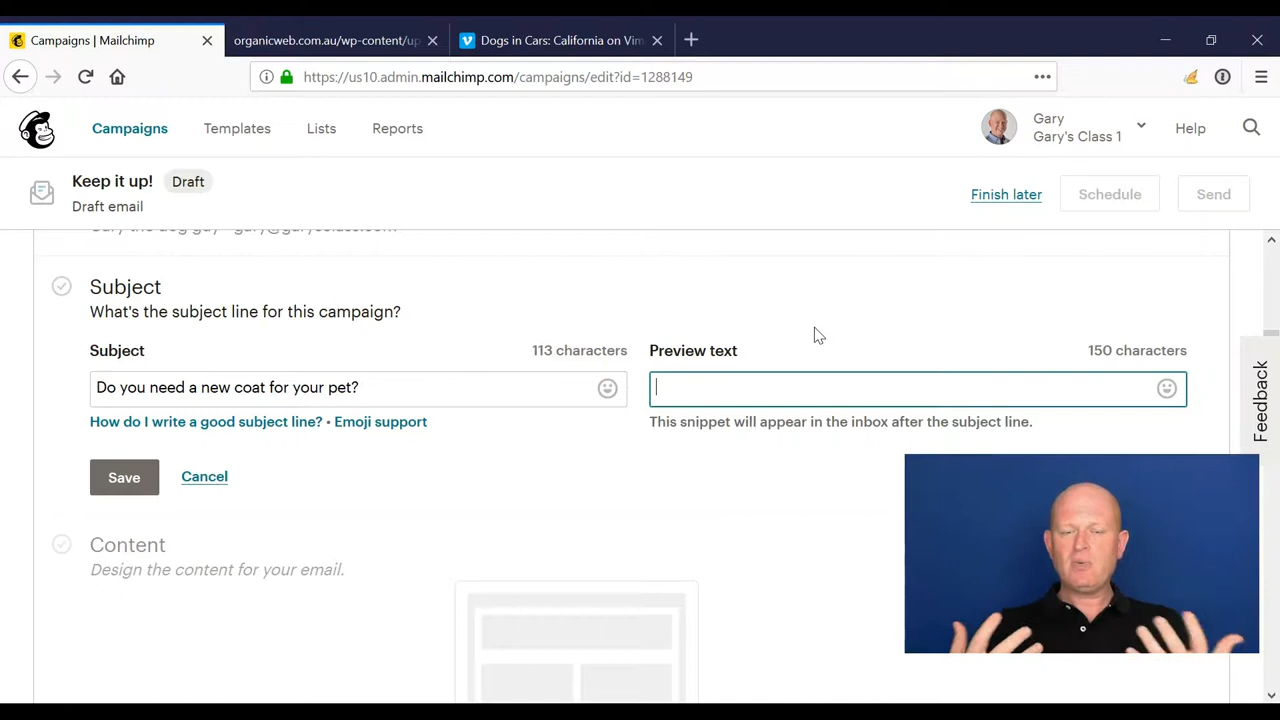 Campaigns | Mailchimp
organicweb.com.au/wp-content/up
Dogs in Cars: California on Vim
https://us10.admin.mailchimp.com/campaigns/edit?id=1288149
Campaigns
Templates
Lists
Reports
Gary
Gary's Class 1
Help
Keep it up!
Draft
Draft email
Finish later
Schedule
Send
Subject
What's the subject line for this campaign?
Subject
113 characters
Preview text
150 characters
Do you need a new coat for your pet?
How do I write a good subject line? • Emoji support
This snippet will appear in the inbox after the subject line.
Save
Cancel
Feedback
Content
Design the content for your email.